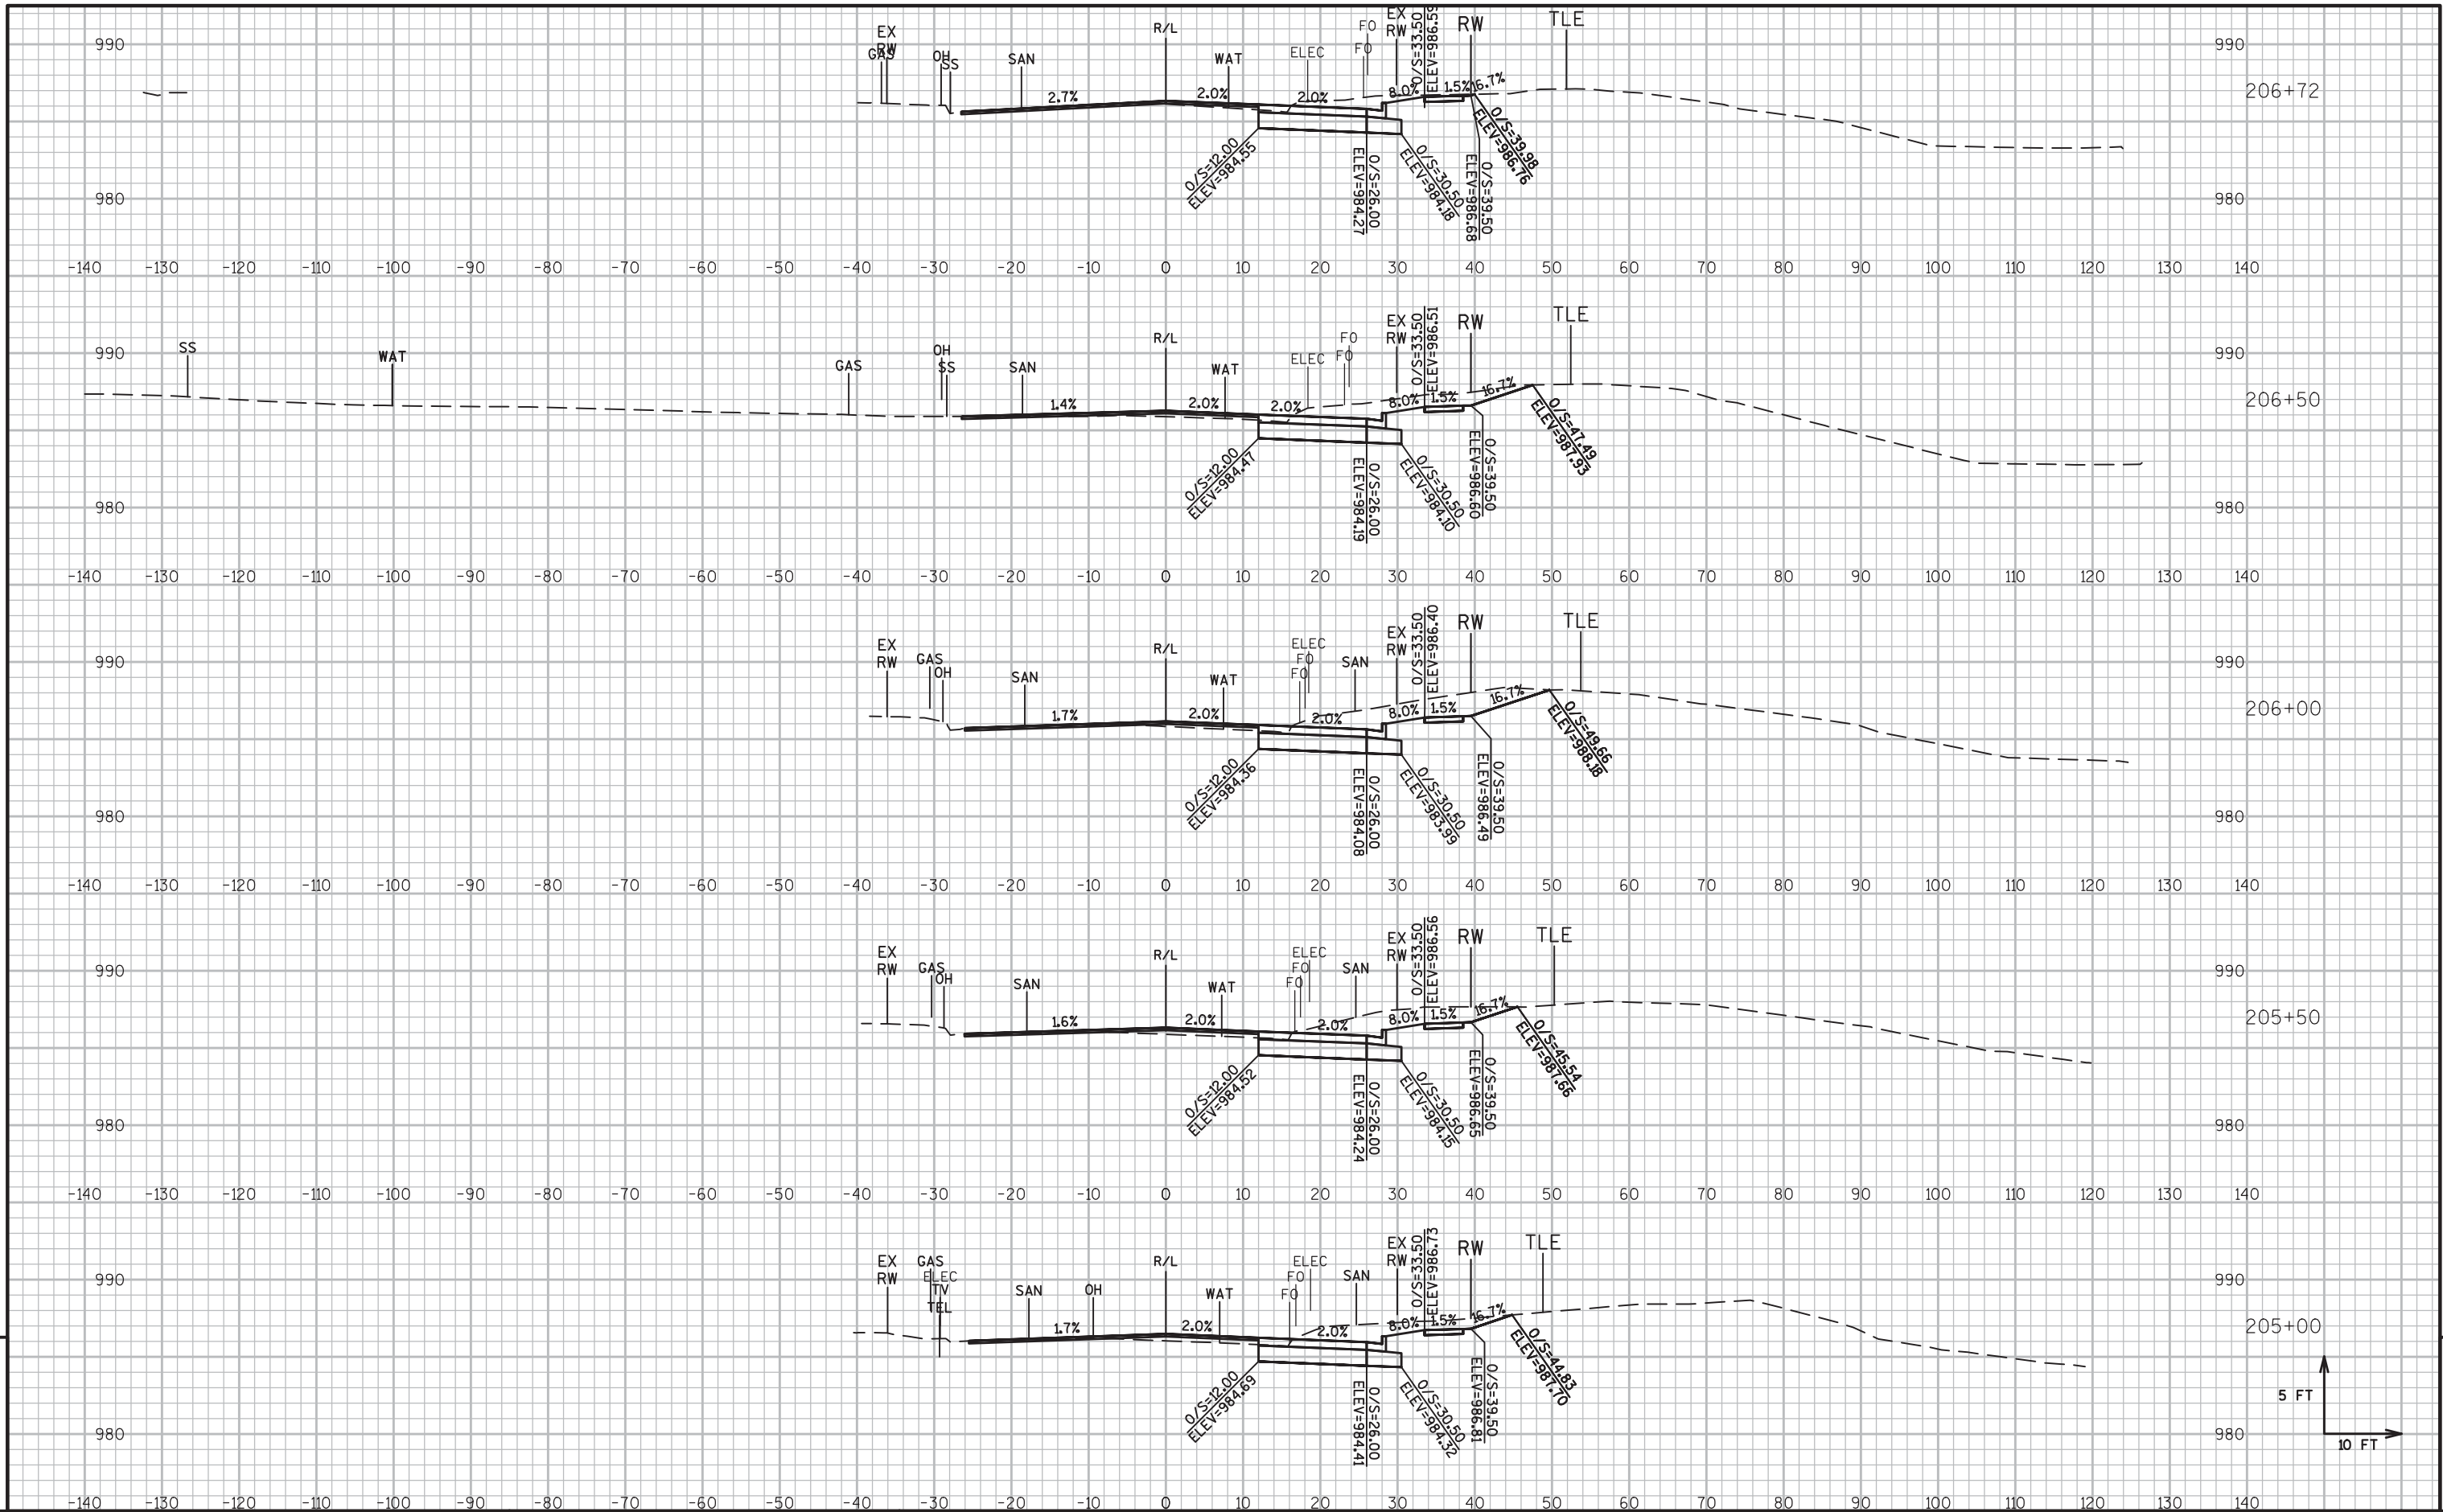 EX
RW
GAS
OH
SS
SAN
R/L
WAT
ELEC
FO
FO
EX
RW
O/S=33.50
RW
TLE
990
990
2.7%
2.0%
2.0%
8.0%
1.5%
16.7%
206+72
O/S=12.00
ELEV=984.55
O/S=26.00
ELEV=984.27
O/S=30.50
ELEV=984.18
O/S=39.50
ELEV=986.68
O/S=39.98
ELEV=986.76
980
980
-140 -130 -120 -110 -100 -90 -80 -70 -60 -50 -40 -30 -20 -10 0 10 20 30 40 50 60 70 80 90 100 110 120 130 140
SS
WAT
GAS
OH
SS
SAN
R/L
WAT
ELEC
FO
FO
EX
RW
O/S=33.50
ELEV=986.51
RW
TLE
990
990
1.4%
2.0%
2.0%
8.0%
1.5%
16.7%
206+50
O/S=12.00
ELEV=984.47
O/S=26.00
ELEV=984.19
O/S=30.50
ELEV=984.10
O/S=39.50
ELEV=986.60
O/S=47.49
ELEV=987.93
980
980
-140 -130 -120 -110 -100 -90 -80 -70 -60 -50 -40 -30 -20 -10 0 10 20 30 40 50 60 70 80 90 100 110 120 130 140
EX
RW
GAS
OH
SAN
R/L
WAT
ELEC
FO
FO
SAN
EX
RW
O/S=33.50
ELEV=986.40
RW
TLE
990
990
1.7%
2.0%
2.0%
8.0%
1.5%
16.7%
206+00
O/S=12.00
ELEV=984.36
O/S=26.00
ELEV=984.08
O/S=30.50
ELEV=983.99
O/S=39.50
ELEV=986.49
O/S=49.66
ELEV=988.18
980
980
-140 -130 -120 -110 -100 -90 -80 -70 -60 -50 -40 -30 -20 -10 0 10 20 30 40 50 60 70 80 90 100 110 120 130 140
EX
RW
GAS
OH
SAN
R/L
WAT
ELEC
FO
FO
SAN
EX
RW
O/S=33.50
ELEV=986.56
RW
TLE
990
990
1.6%
2.0%
2.0%
8.0%
1.5%
16.7%
205+50
O/S=12.00
ELEV=984.52
O/S=26.00
ELEV=984.24
O/S=30.50
ELEV=984.15
O/S=39.50
ELEV=986.65
O/S=45.54
ELEV=987.66
980
980
-140 -130 -120 -110 -100 -90 -80 -70 -60 -50 -40 -30 -20 -10 0 10 20 30 40 50 60 70 80 90 100 110 120 130 140
EX
RW
GAS
ELEC
TV
TEL
SAN
OH
R/L
WAT
ELEC
FO
FO
SAN
EX
RW
O/S=33.50
ELEV=986.73
RW
TLE
990
990
1.7%
2.0%
2.0%
8.0%
1.5%
16.7%
205+00
O/S=12.00
ELEV=984.69
O/S=26.00
ELEV=984.41
O/S=30.50
ELEV=984.32
O/S=39.50
ELEV=986.81
O/S=44.83
ELEV=987.70
5 FT
10 FT
980
980
-140 -130 -120 -110 -100 -90 -80 -70 -60 -50 -40 -30 -20 -10 0 10 20 30 40 50 60 70 80 90 100 110 120 130 140